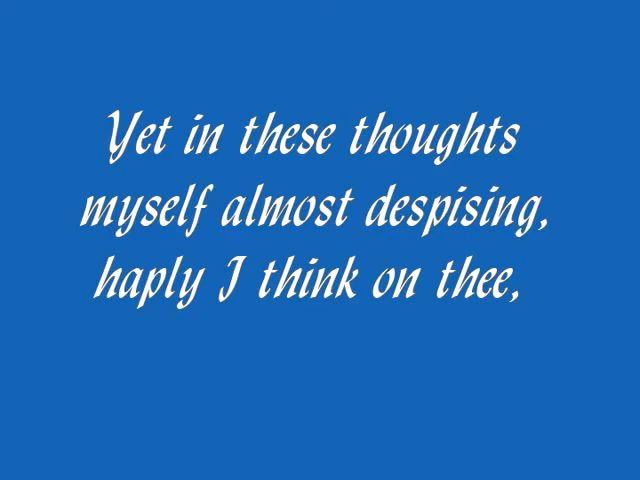 Yet in these thoughts
myself almost despising,
haply I think on thee,